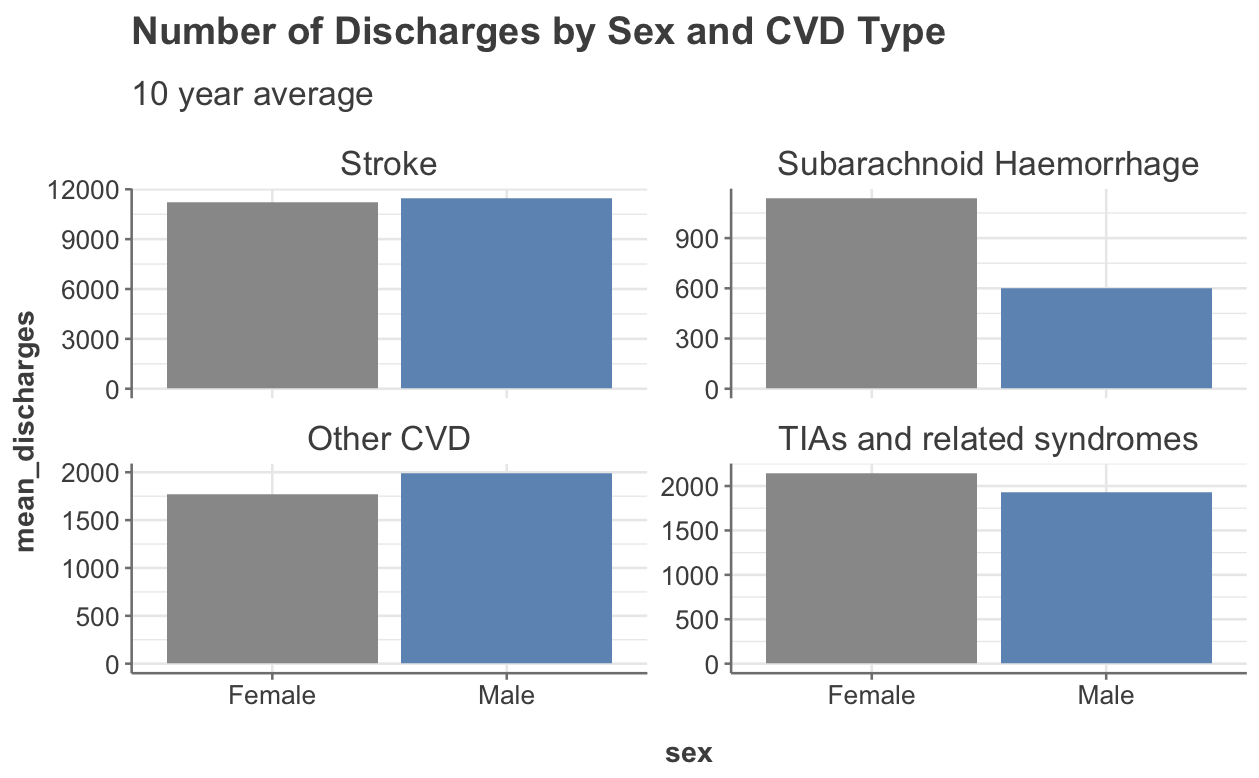 Number of Discharges by Sex and CVD Type
10 year average
Stroke
12000
9000
6000
3000
0
Subarachnoid Haemorrhage
900
600
300
0
mean_discharges
Other CVD
2000
1500
1000
500
0
Female Male
TIAs and related syndromes
2000
1500
1000
500
0
Female Male
sex